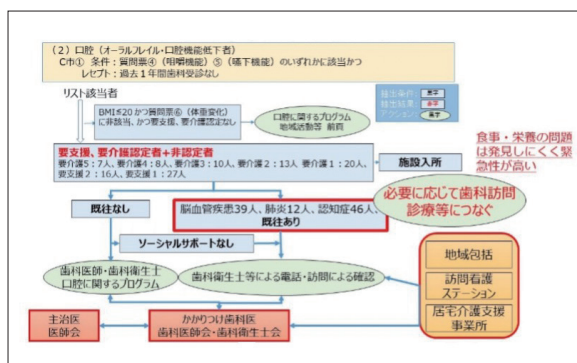 （２）口腔（オーラルフレイル・口腔機能低下者）
C市① 条件：質問票④（咀嚼機能）⑤（嚥下機能）のいずれかに該当かつ
レセプト：過去１年間歯科受診なし
リスト該当者
BMI≦20 かつ質問票⑥（体重変化）
に非該当、かつ要支援、要介護認定なし
口腔に関するプログラム
地域活動等 前頁
抽出条件：
黒字
抽出結果：
赤字
アクション：
黒字
要支援、要介護認定者＋非認定者
要介護5：7人、要介護4：8人、要介護3：10人、要介護２：13人 要介護１：20人、
要支援２：16人、要支援１：27人
施設入所
食事・栄養の問題
は発見しにくく緊
急性が高い
既往なし
脳血管疾患39人、肺炎12人、認知症46人、
既往あり
必要に応じて歯科訪問
診療等につなぐ
ソーシャルサポートなし
歯科医師・歯科衛生士
口腔に関するプログラム
歯科衛生士等による電話・訪問による確認
地域包括
訪問看護
ステーション
居宅介護支援
事業所
主治医
医師会
かかりつけ歯科医
歯科医師会・歯科衛生士会